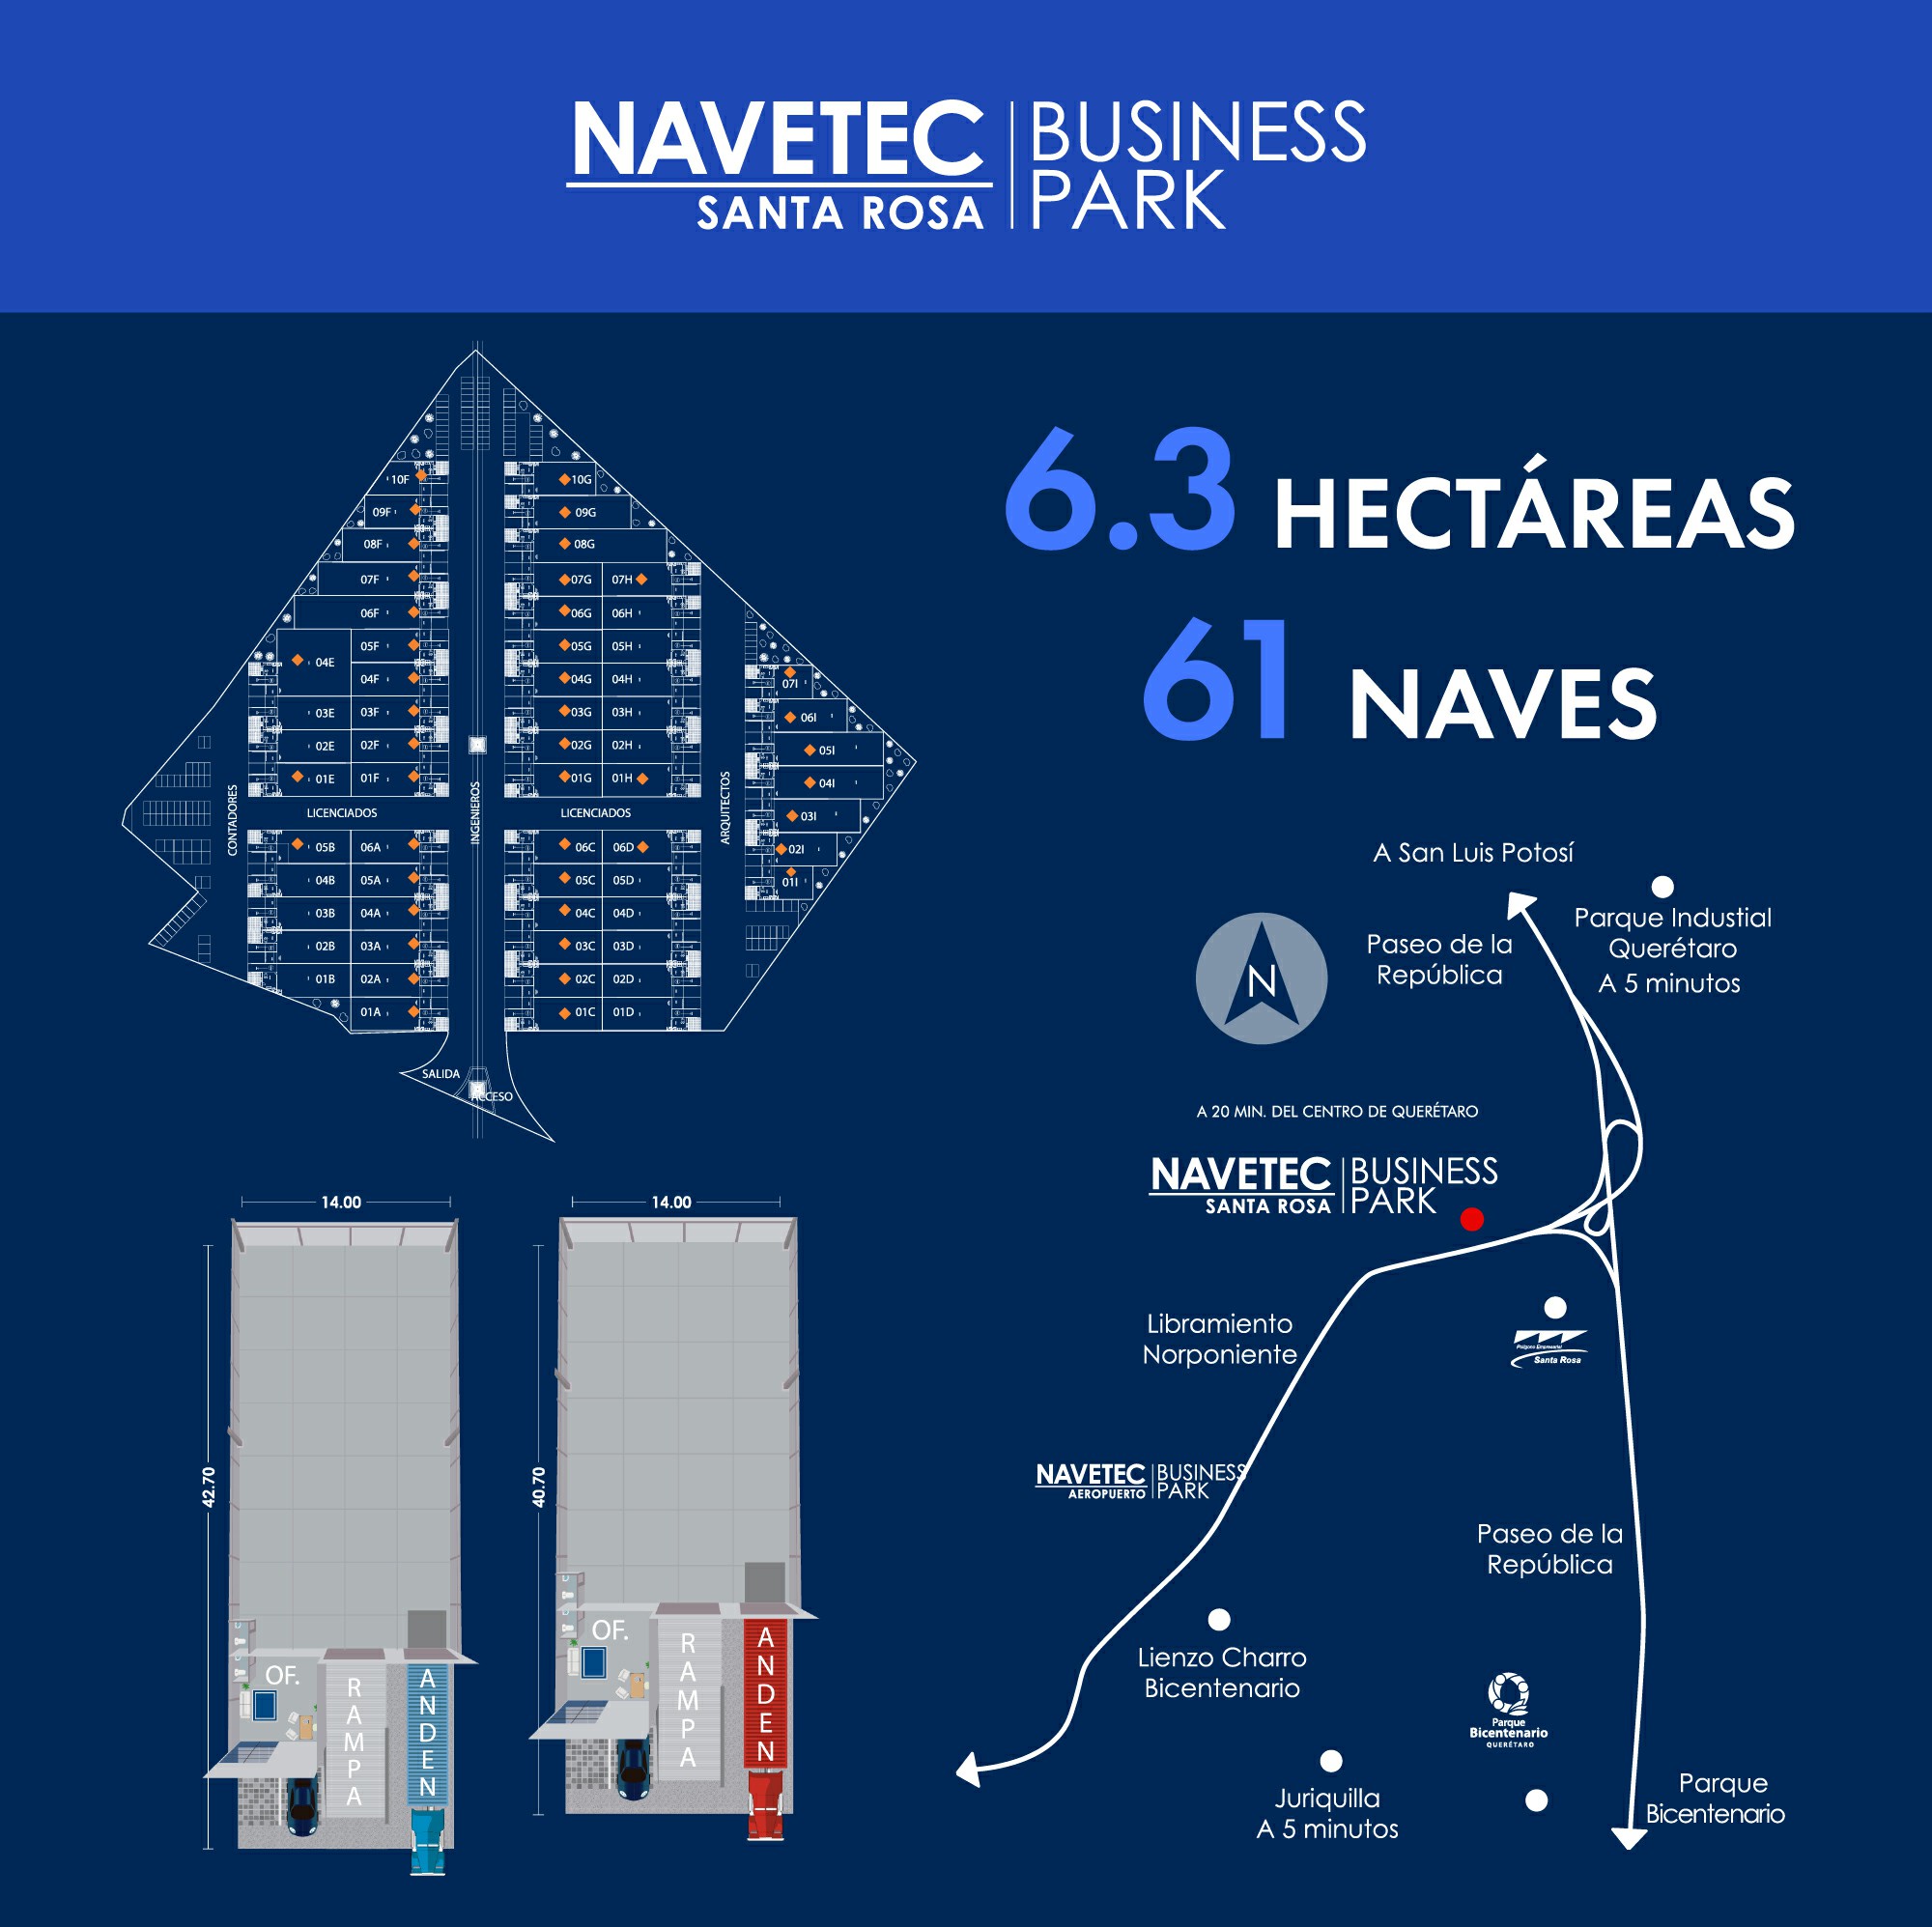 NAVETEC
SANTA ROSA
BUSINESS
PARK
6.3 HECTÁREAS
61 NAVES
10F 10G
09F 09G
08F 08G
07F 07G 07H
06F 06G 06H
05F 05G 05H
04E
04F 04G 04H
07I
03E 03F 03G 03H
06I
02E 02F 02G 02H
05I
01E 01F 01G 01H
04I
CONTADORES
LICENCIADOS
INGENIEROS
LICENCIADOS
ARQUITECTOS
03I
05B 06A 06C 06D
02I
04B 05A 05C 05D
01I
03B 04A 04C 04D
02B 03A 03C 03D
01B 02A 02C 02D
01A 01C 01D
SALIDA
ACCESO
A San Luis Potosí
Parque Industial
Querétaro
A 5 minutos
Paseo de la
República
N
A 20 MIN. DEL CENTRO DE QUERÉTARO
NAVETEC
SANTA ROSA
BUSINESS
PARK
Polígono Empresarial
Santa Rosa
Libramiento
Norponiente
NAVETEC
AEROPUERTO
BUSINESS
PARK
Paseo de la
República
Lienzo Charro
Bicentenario
Parque
Bicentenario
QUERÉTARO
Juriquilla
A 5 minutos
Parque
Bicentenario
14.00
42.70
OF.
RAMPA
ANDEN
14.00
40.70
OF.
RAMPA
ANDEN